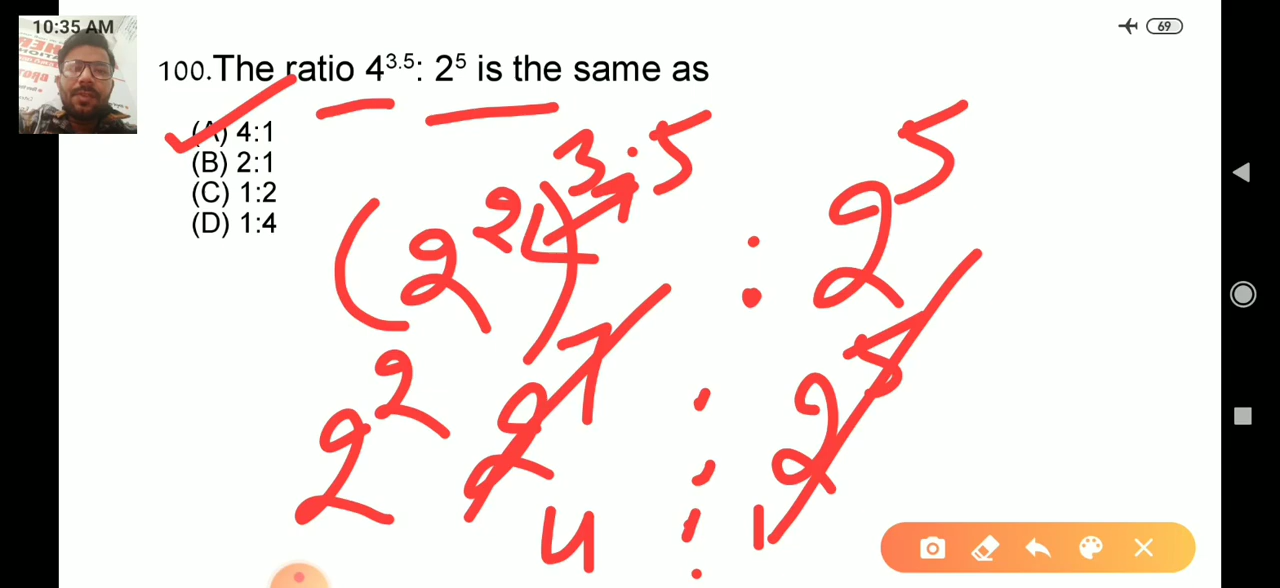 10:35 AM
69
100.The ratio 4^3.5: 2^5 is the same as
(A) 4:1
(B) 2:1
(C) 1:2
(D) 1:4
(2^2)^3.5 : 2^5
2^2 2^7 : 2^5
4 : 1